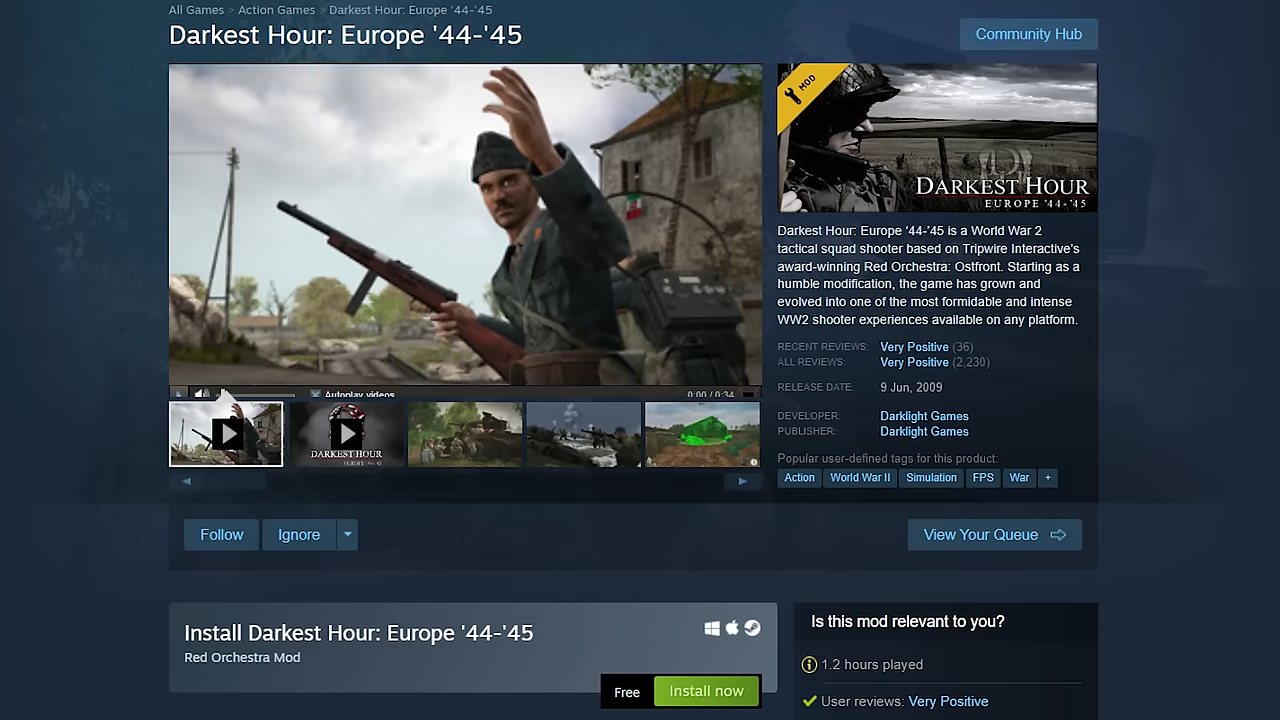 All Games > Action Games > Darkest Hour: Europe '44-'45
Darkest Hour: Europe '44-'45
Community Hub
MOD
DARKEST HOUR
EUROPE '44-'45
Darkest Hour: Europe '44-'45 is a World War 2
tactical squad shooter based on Tripwire Interactive's
award-winning Red Orchestra: Ostfront. Starting as a
humble modification, the game has grown and
evolved into one of the most formidable and intense
WW2 shooter experiences available on any platform.
RECENT REVIEWS: Very Positive (36)
ALL REVIEWS: Very Positive (2,230)
RELEASE DATE: 9 Jun, 2009
DEVELOPER: Darklight Games
PUBLISHER: Darklight Games
Popular user-defined tags for this product:
Action World War II Simulation FPS War +
Autoplay videos 0:00 / 0:34
DARKEST HOUR
EUROPE '44-'45
Follow Ignore View Your Queue
Install Darkest Hour: Europe '44-'45
Red Orchestra Mod
Free Install now
Is this mod relevant to you?
1.2 hours played
User reviews: Very Positive